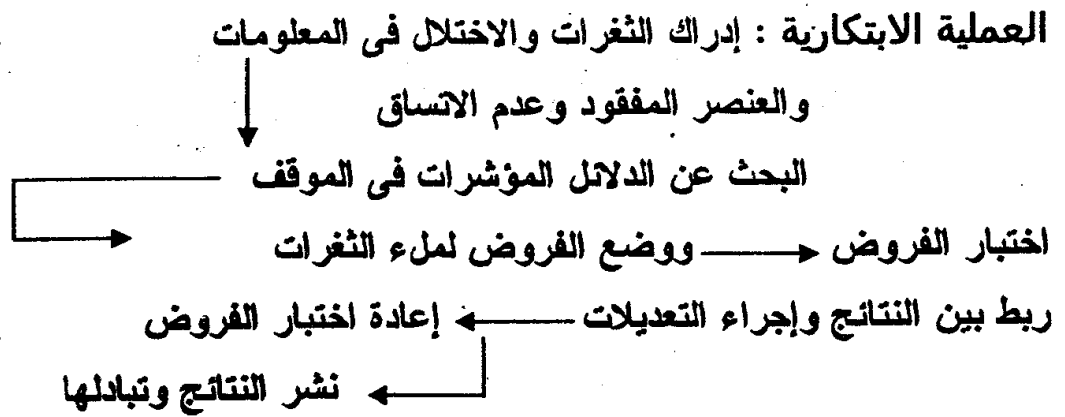 العملية الابتكارية : إدراك الثغرات والاختلال فى المعلومات
والعنصر المفقود وعدم الاتساق
البحث عن الدلائل المؤشرات فى الموقف
اختبار الفروض ووضع الفروض لملء الثغرات
ربط بين النتائج وإجراء التعديلات إعادة اختبار الفروض
نشر النتائج وتبادلها